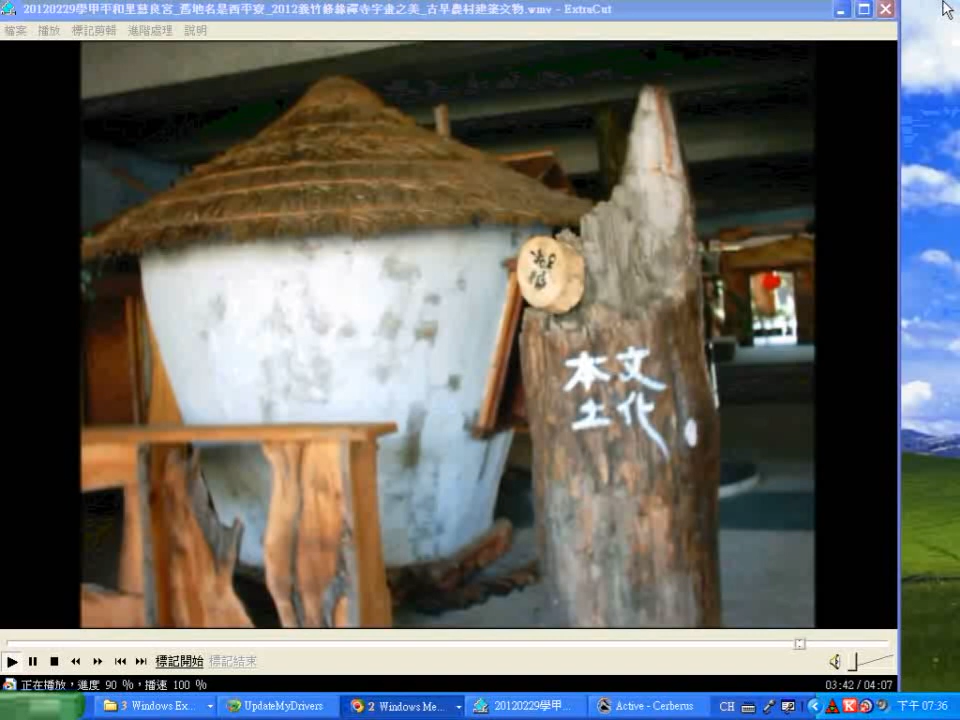 20120229學甲平和里慈良宮_舊地名是西平寮_2012義竹修緣禪寺字畫之美_古早農村建築文物.wmv - ExtraCut
檔案 播放 標記剪輯 進階處理 說明
文化
本土
標記開始 標記結束
正在播放，進度 90 %，播速 100 %
03:42 / 04:07
3 Windows Ex...
UpdateMyDrivers
2 Windows Me...
20120229學甲...
Active - Cerberus
CH
下午 07:36